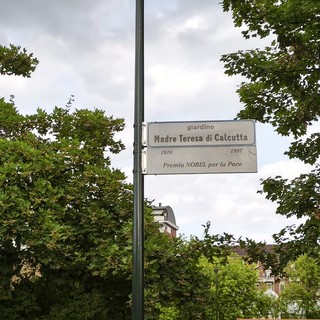 giardino
Madre Teresa di Calcutta
1910 1997
Premio NOBEL per la Pace